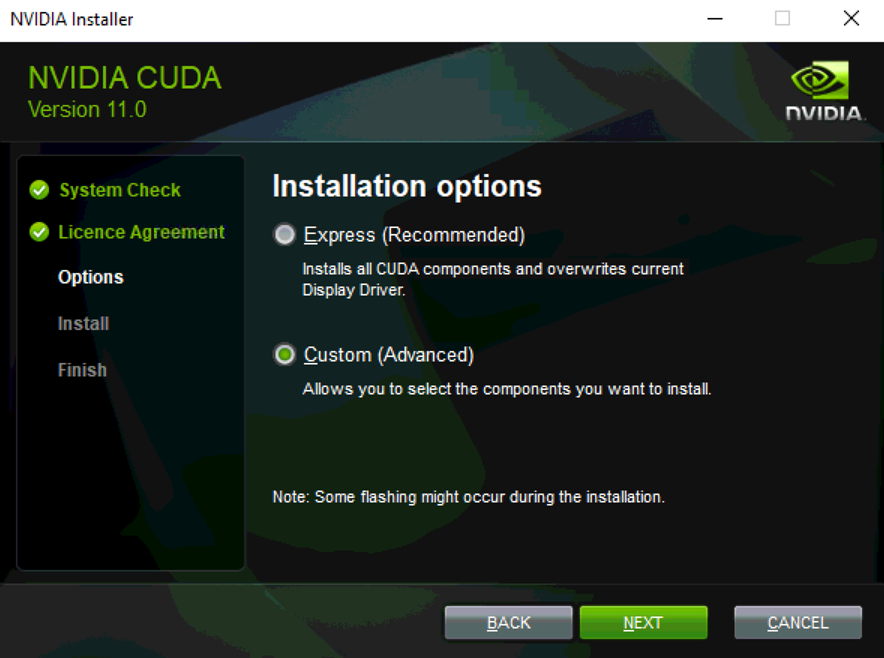 NVIDIA Installer
NVIDIA CUDA
Version 11.0
NVIDIA.
System Check
Licence Agreement
Options
Install
Finish
Installation options
Express (Recommended)
Installs all CUDA components and overwrites current
Display Driver.
Custom (Advanced)
Allows you to select the components you want to install.
Note: Some flashing might occur during the installation.
BACK
NEXT
CANCEL